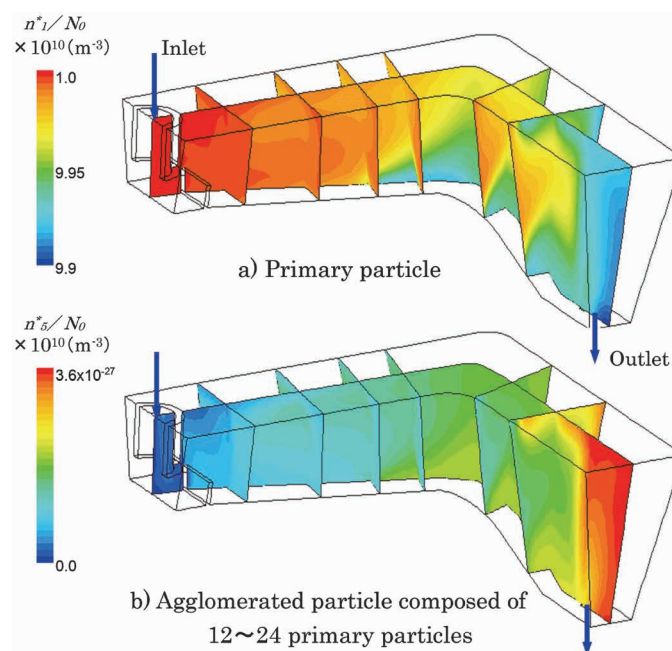 n*1/N0
×10¹⁰(m⁻³)
Inlet
1.0
9.95
9.9
a) Primary particle
n*5/N0
×10¹⁰(m⁻³)
Outlet
3.6x10⁻²⁷
0.0
b) Agglomerated particle composed of
12～24 primary particles